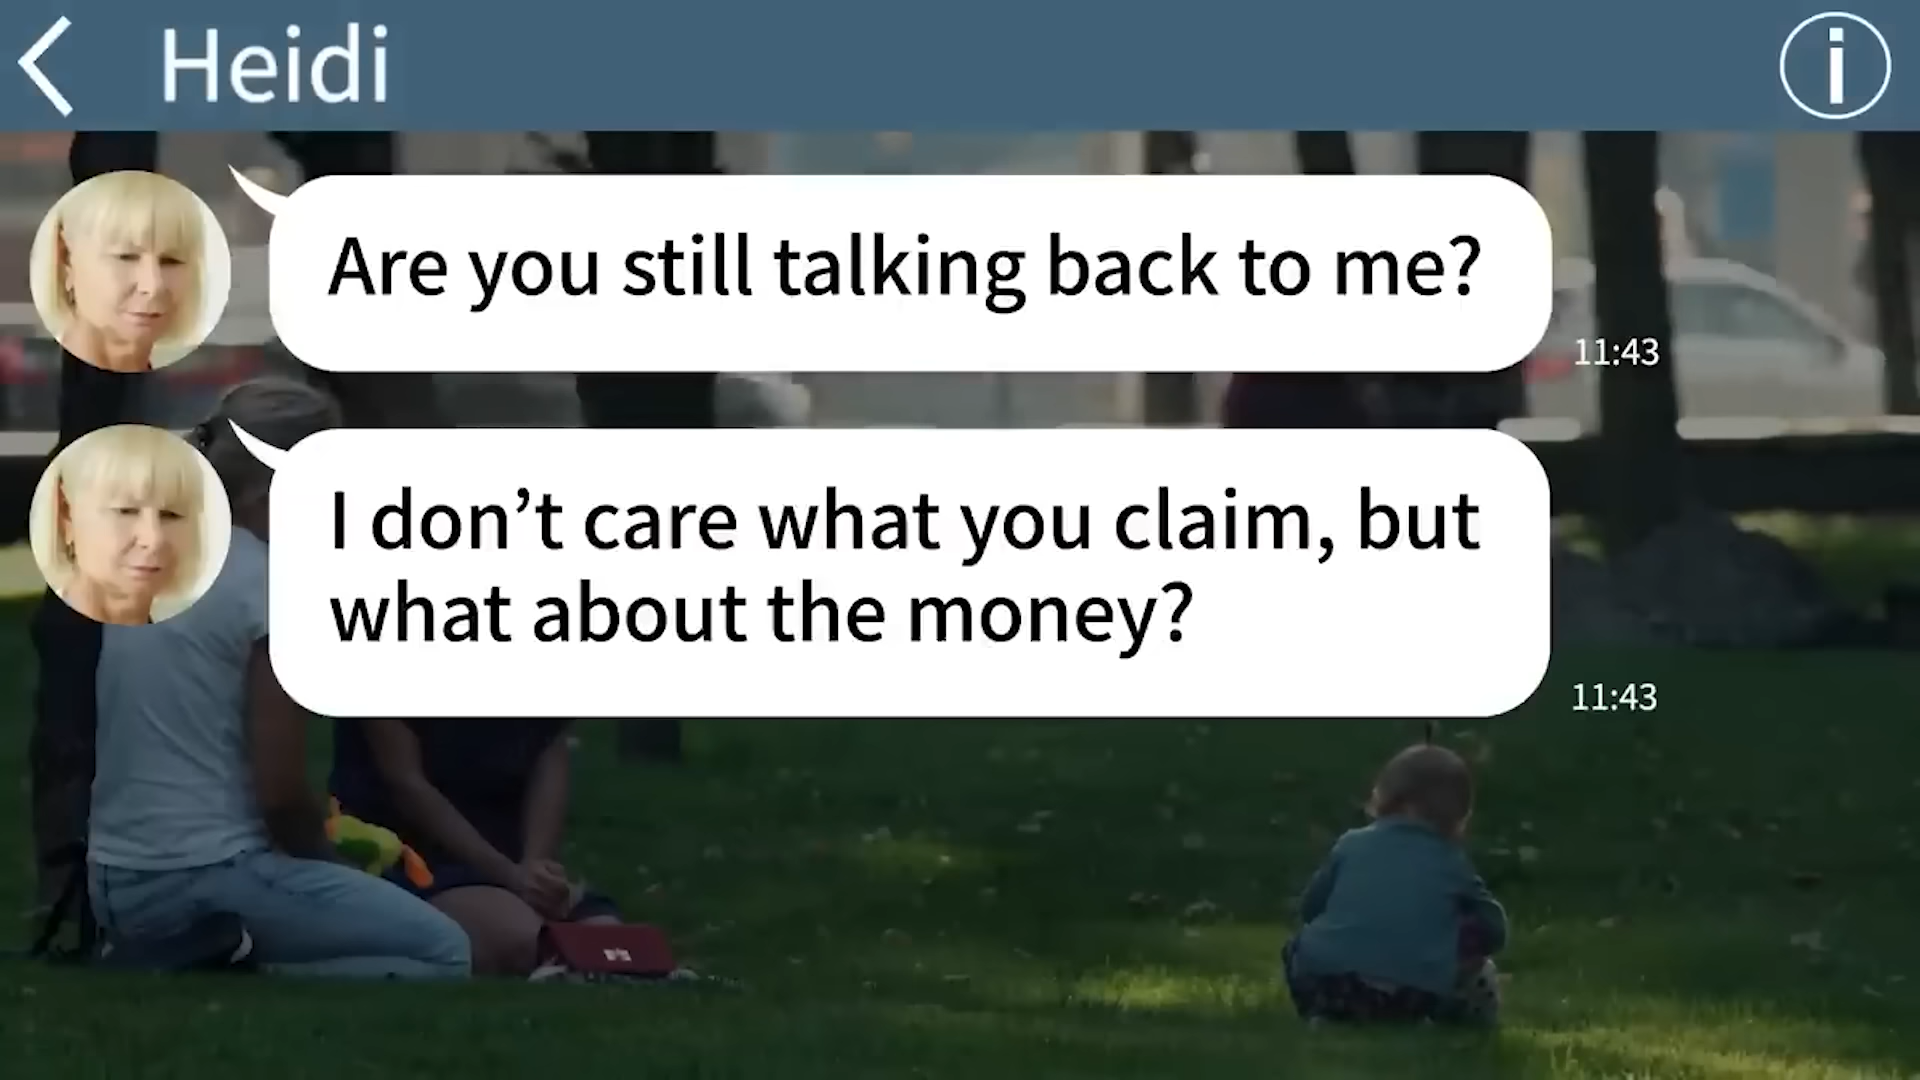 Heidi
Are you still talking back to me?
11:43
I don’t care what you claim, but
what about the money?
11:43